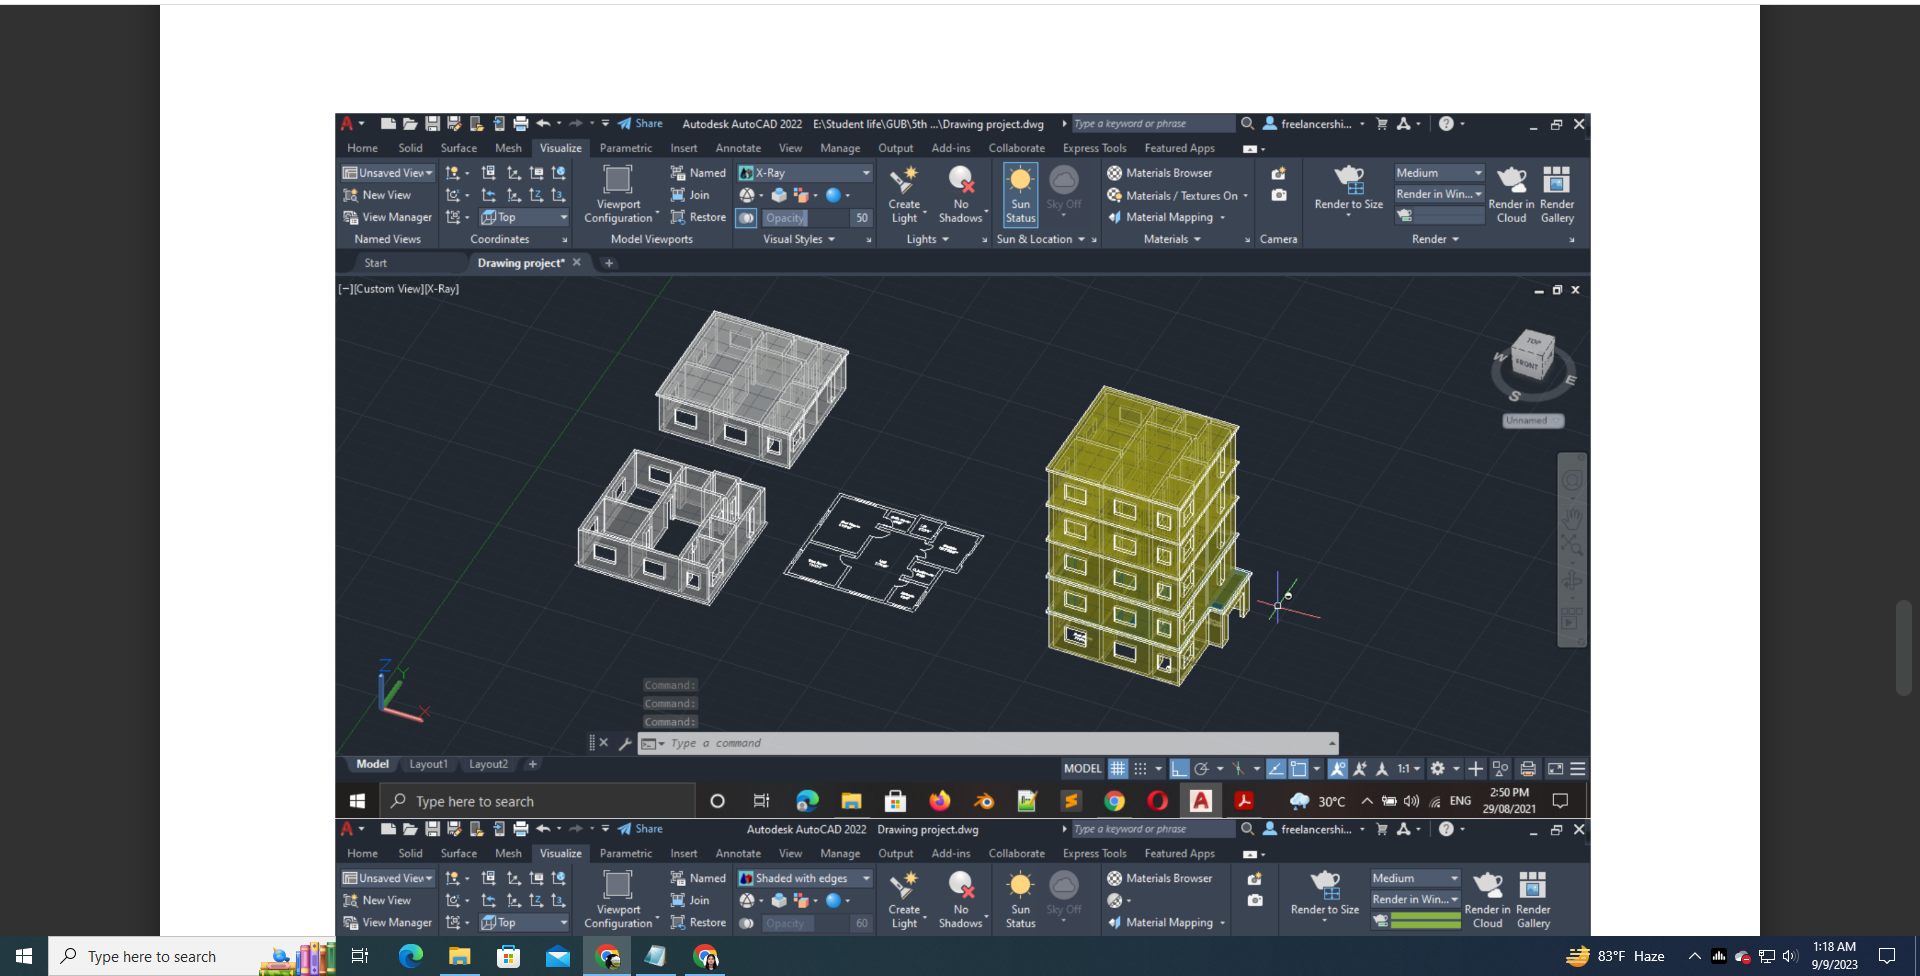 Share
Autodesk AutoCAD 2022 E:\Student life\GUB\5th ...\Drawing project.dwg
Type a keyword or phrase
freelancershi...
Home Solid Surface Mesh Visualize Parametric Insert Annotate View Manage Output Add-ins Collaborate Express Tools Featured Apps
Unsaved View
New View
View Manager
Named Views
Top
Coordinates
Viewport
Configuration
Named
Join
Restore
Model Viewports
X-Ray
Opacity 50
Visual Styles
Create
Light
No
Shadows
Lights
Sun
Status
Sky Off
Sun & Location
Materials Browser
Materials / Textures On
Material Mapping
Materials
Camera
Render to Size
Medium
Render in Win...
Render in
Cloud
Render
Gallery
Render
Start Drawing project*
[−][Custom View][X-Ray]
TOP
FRONT
W
E
S
Unnamed
Z
Y
X
Command:
Command:
Command:
Type a command
Model Layout1 Layout2
MODEL 1:1
Type here to search
30°C ENG
2:50 PM
29/08/2021
Share
Autodesk AutoCAD 2022 Drawing project.dwg
Type a keyword or phrase
freelancershi...
Home Solid Surface Mesh Visualize Parametric Insert Annotate View Manage Output Add-ins Collaborate Express Tools Featured Apps
Unsaved View
New View
View Manager
Top
Viewport
Configuration
Named
Join
Restore
Shaded with edges
Opacity 60
Create
Light
No
Shadows
Sun
Status
Sky Off
Materials Browser
Material Mapping
Render to Size
Medium
Render in Win...
Render in
Cloud
Render
Gallery
Type here to search
83°F Haze
1:18 AM
9/9/2023